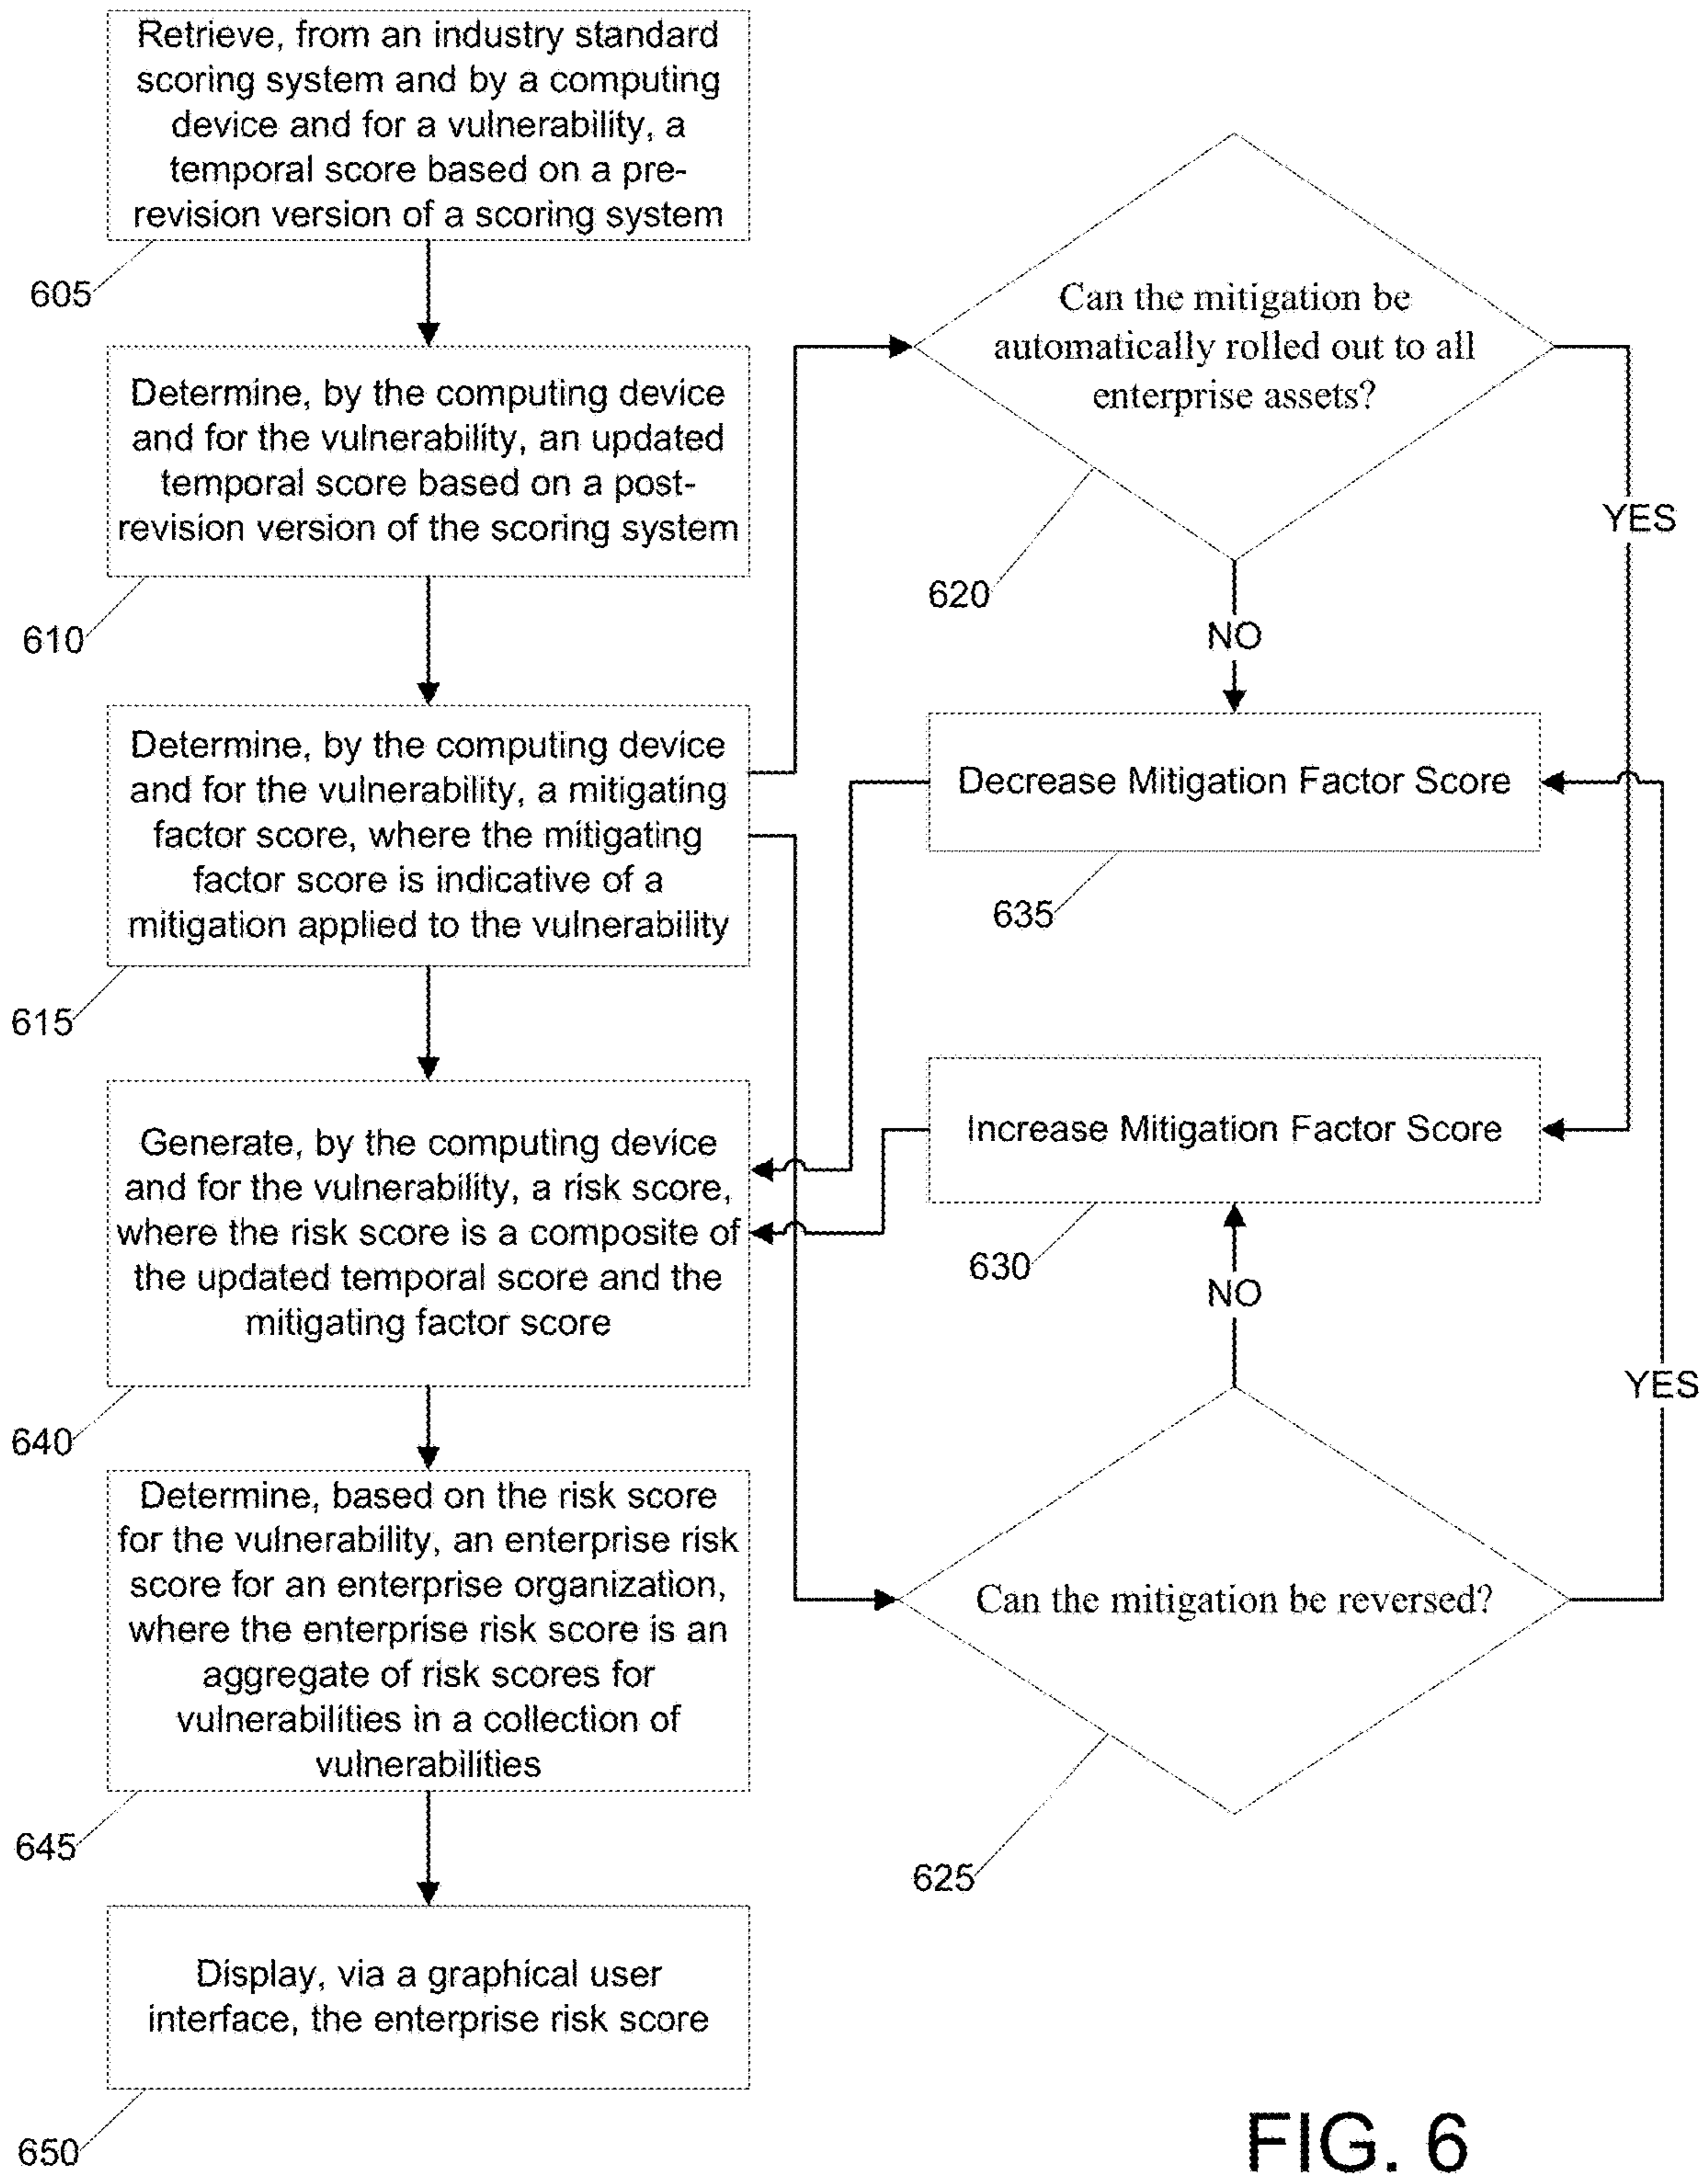 Retrieve, from an industry standard
scoring system and by a computing
device and for a vulnerability, a
temporal score based on a pre-
revision version of a scoring system
605
Determine, by the computing device
and for the vulnerability, an updated
temporal score based on a post-
revision version of the scoring system
610
Determine, by the computing device
and for the vulnerability, a mitigating
factor score, where the mitigating
factor score is indicative of a
mitigation applied to the vulnerability
615
Generate, by the computing device
and for the vulnerability, a risk score,
where the risk score is a composite of
the updated temporal score and the
mitigating factor score
640
Determine, based on the risk score
for the vulnerability, an enterprise risk
score for an enterprise organization,
where the enterprise risk score is an
aggregate of risk scores for
vulnerabilities in a collection of
vulnerabilities
645
Display, via a graphical user
interface, the enterprise risk score
650
Can the mitigation be
automatically rolled out to all
enterprise assets?
620
YES
NO
Decrease Mitigation Factor Score
635
Increase Mitigation Factor Score
630
NO
YES
Can the mitigation be reversed?
625
FIG. 6